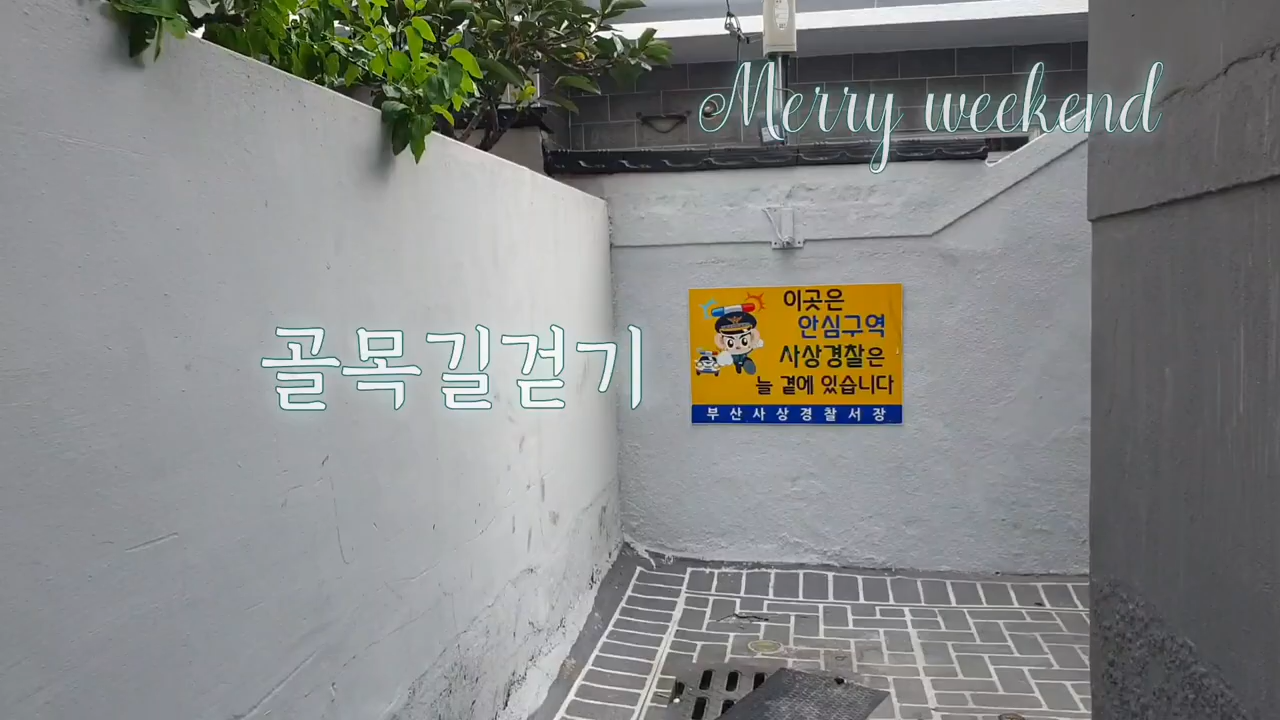 Merry weekend
골목길걷기
이곳은
안심구역
사상경찰은
늘 곁에 있습니다
부산사상경찰서장